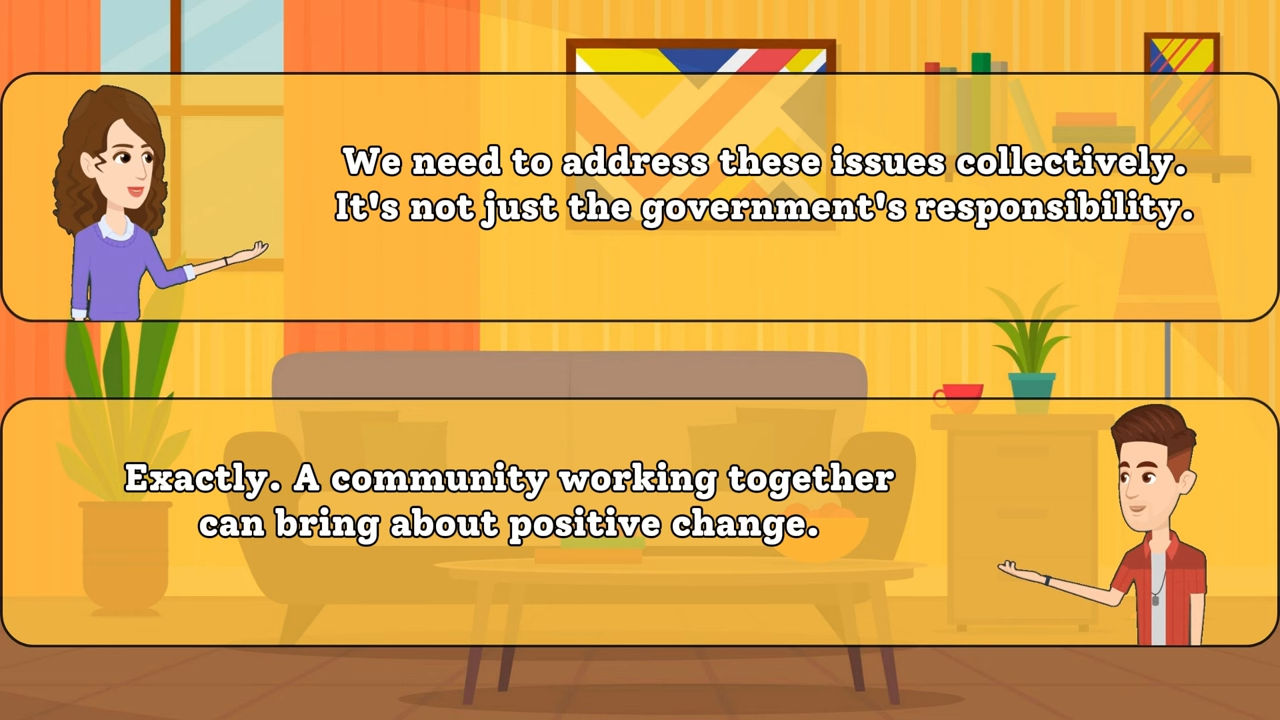 We need to address these issues collectively.
It's not just the government's responsibility.
Exactly. A community working together
can bring about positive change.